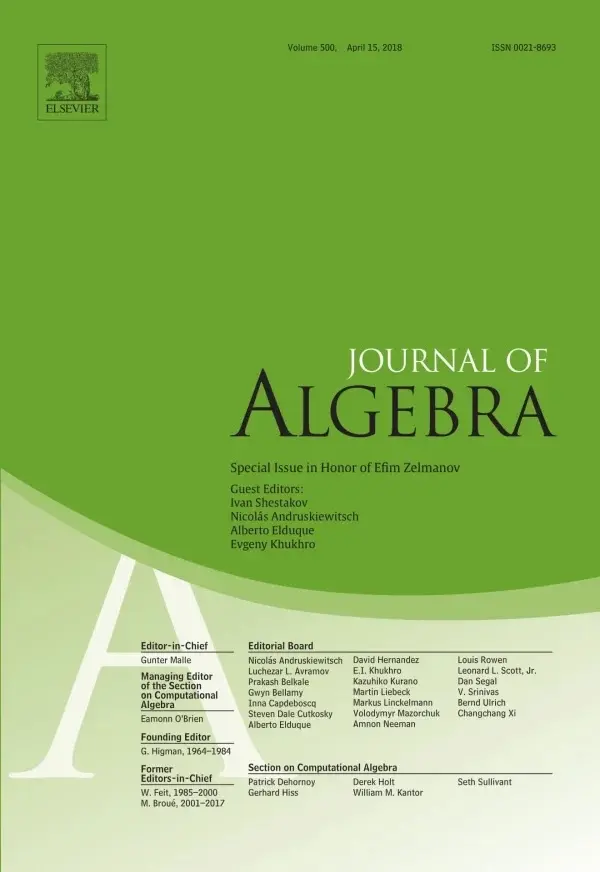 Volume 500, April 15, 2018 ISSN 0021-8693
ELSEVIER
JOURNAL OF
ALGEBRA
Special Issue in Honor of Efim Zelmanov
Guest Editors:
Ivan Shestakov
Nicolás Andruskiewitsch
Alberto Elduque
Evgeny Khukhro
A
Editor-in-Chief
Gunter Malle
Managing Editor
of the Section
on Computational
Algebra
Eamonn O'Brien
Founding Editor
G. Higman, 1964–1984
Former
Editors-in-Chief
W. Feit, 1985–2000
M. Broué, 2001–2017
Editorial Board
Nicolás Andruskiewitsch
Luchezar L. Avramov
Prakash Belkale
Gwyn Bellamy
Inna Capdeboscq
Steven Dale Cutkosky
Alberto Elduque
David Hernandez
E.I. Khukhro
Kazuhiko Kurano
Martin Liebeck
Markus Linckelmann
Volodymyr Mazorchuk
Amnon Neeman
Louis Rowen
Leonard L. Scott, Jr.
Dan Segal
V. Srinivas
Bernd Ulrich
Changchang Xi
Section on Computational Algebra
Patrick Dehornoy
Gerhard Hiss
Derek Holt
William M. Kantor
Seth Sullivant